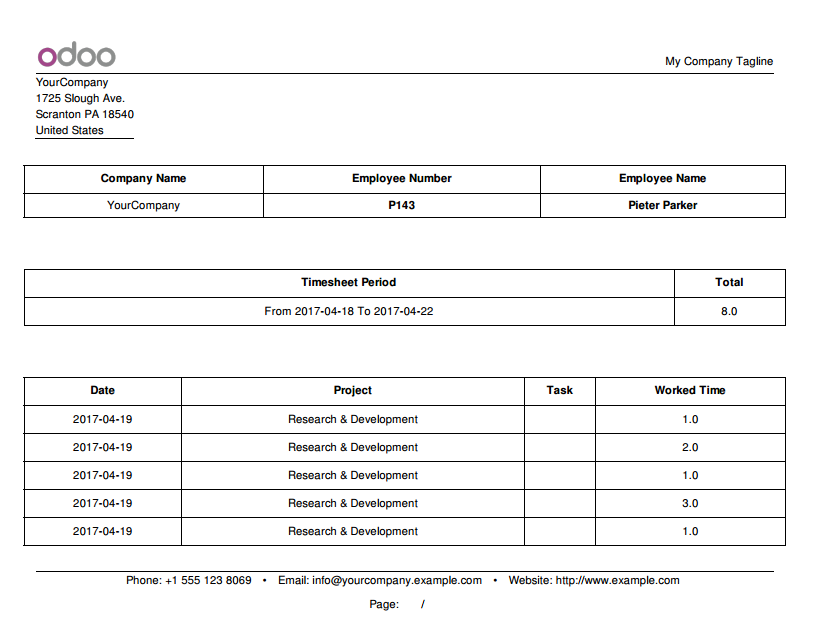 odoo
My Company Tagline
YourCompany
1725 Slough Ave.
Scranton PA 18540
United States
Company Name Employee Number Employee Name
YourCompany P143 Pieter Parker
Timesheet Period Total
From 2017-04-18 To 2017-04-22 8.0
Date Project Task Worked Time
2017-04-19 Research & Development 1.0
2017-04-19 Research & Development 2.0
2017-04-19 Research & Development 1.0
2017-04-19 Research & Development 3.0
2017-04-19 Research & Development 1.0
Phone: +1 555 123 8069 • Email: info@yourcompany.example.com • Website: http://www.example.com
Page: /